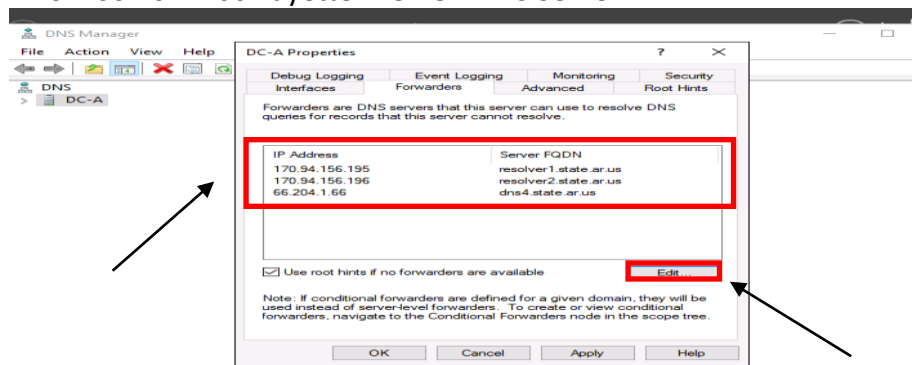 DNS Manager
File Action View Help
DNS
DC-A
DC-A Properties ? ×
Debug Logging Event Logging Monitoring Security
Interfaces Forwarders Advanced Root Hints
Forwarders are DNS servers that this server can use to resolve DNS
queries for records that this server cannot resolve.
IP Address Server FQDN
170.94.156.195 resolver1.state.ar.us
170.94.156.196 resolver2.state.ar.us
66.204.1.66 dns4.state.ar.us
Use root hints if no forwarders are available Edit...
Note: If conditional forwarders are defined for a given domain, they will be
used instead of server-level forwarders. To create or view conditional
forwarders, navigate to the Conditional Forwarders node in the scope tree.
OK Cancel Apply Help